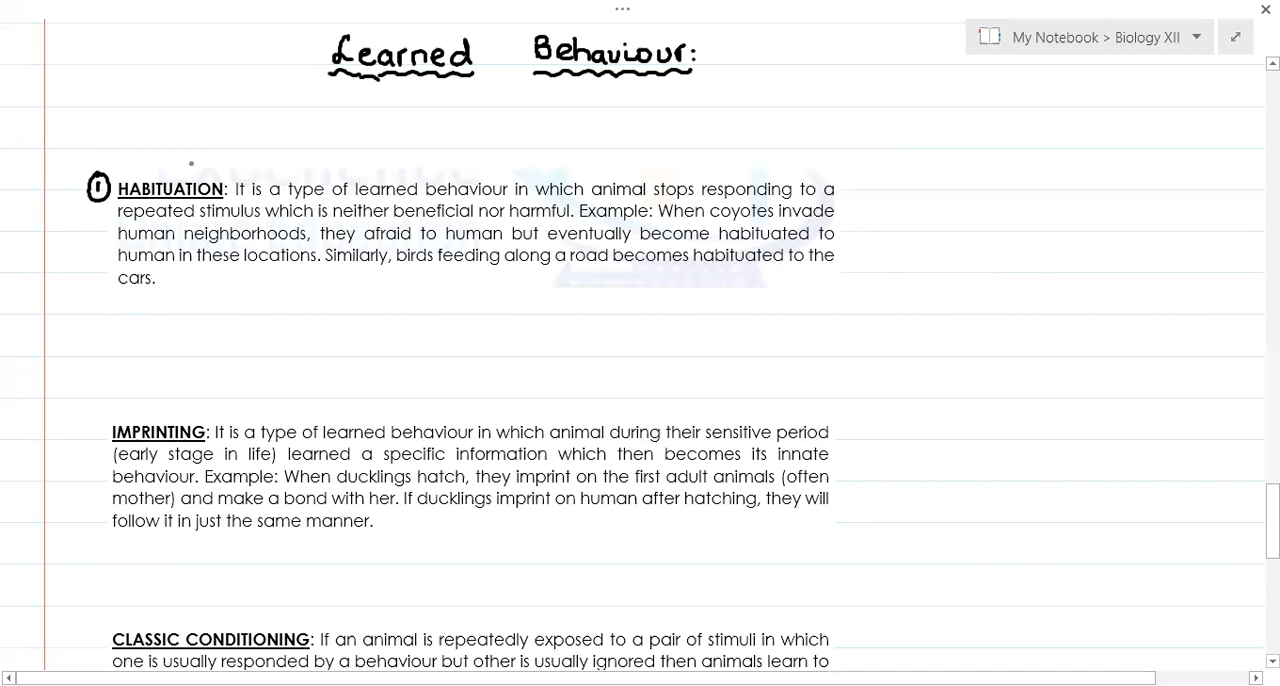 My Notebook > Biology XII
Learned Behaviour:
① HABITUATION: It is a type of learned behaviour in which animal stops responding to a
repeated stimulus which is neither beneficial nor harmful. Example: When coyotes invade
human neighborhoods, they afraid to human but eventually become habituated to
human in these locations. Similarly, birds feeding along a road becomes habituated to the
cars.
IMPRINTING: It is a type of learned behaviour in which animal during their sensitive period
(early stage in life) learned a specific information which then becomes its innate
behaviour. Example: When ducklings hatch, they imprint on the first adult animals (often
mother) and make a bond with her. If ducklings imprint on human after hatching, they will
follow it in just the same manner.
CLASSIC CONDITIONING: If an animal is repeatedly exposed to a pair of stimuli in which
one is usually responded by a behaviour but other is usually ignored then animals learn to